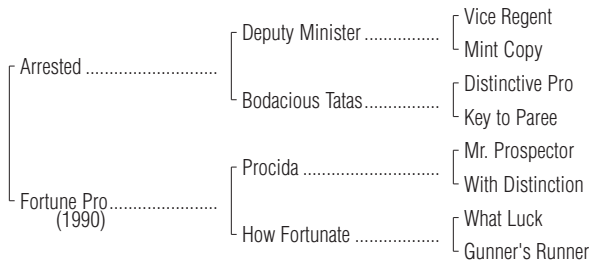 Vice Regent
Deputy Minister ................
Mint Copy
Arrested ...........................
Distinctive Pro
Bodacious Tatas................
Key to Paree
Mr. Prospector
Procida .............................
With Distinction
Fortune Pro......................
(1990)
What Luck
How Fortunate .................
Gunner's Runner